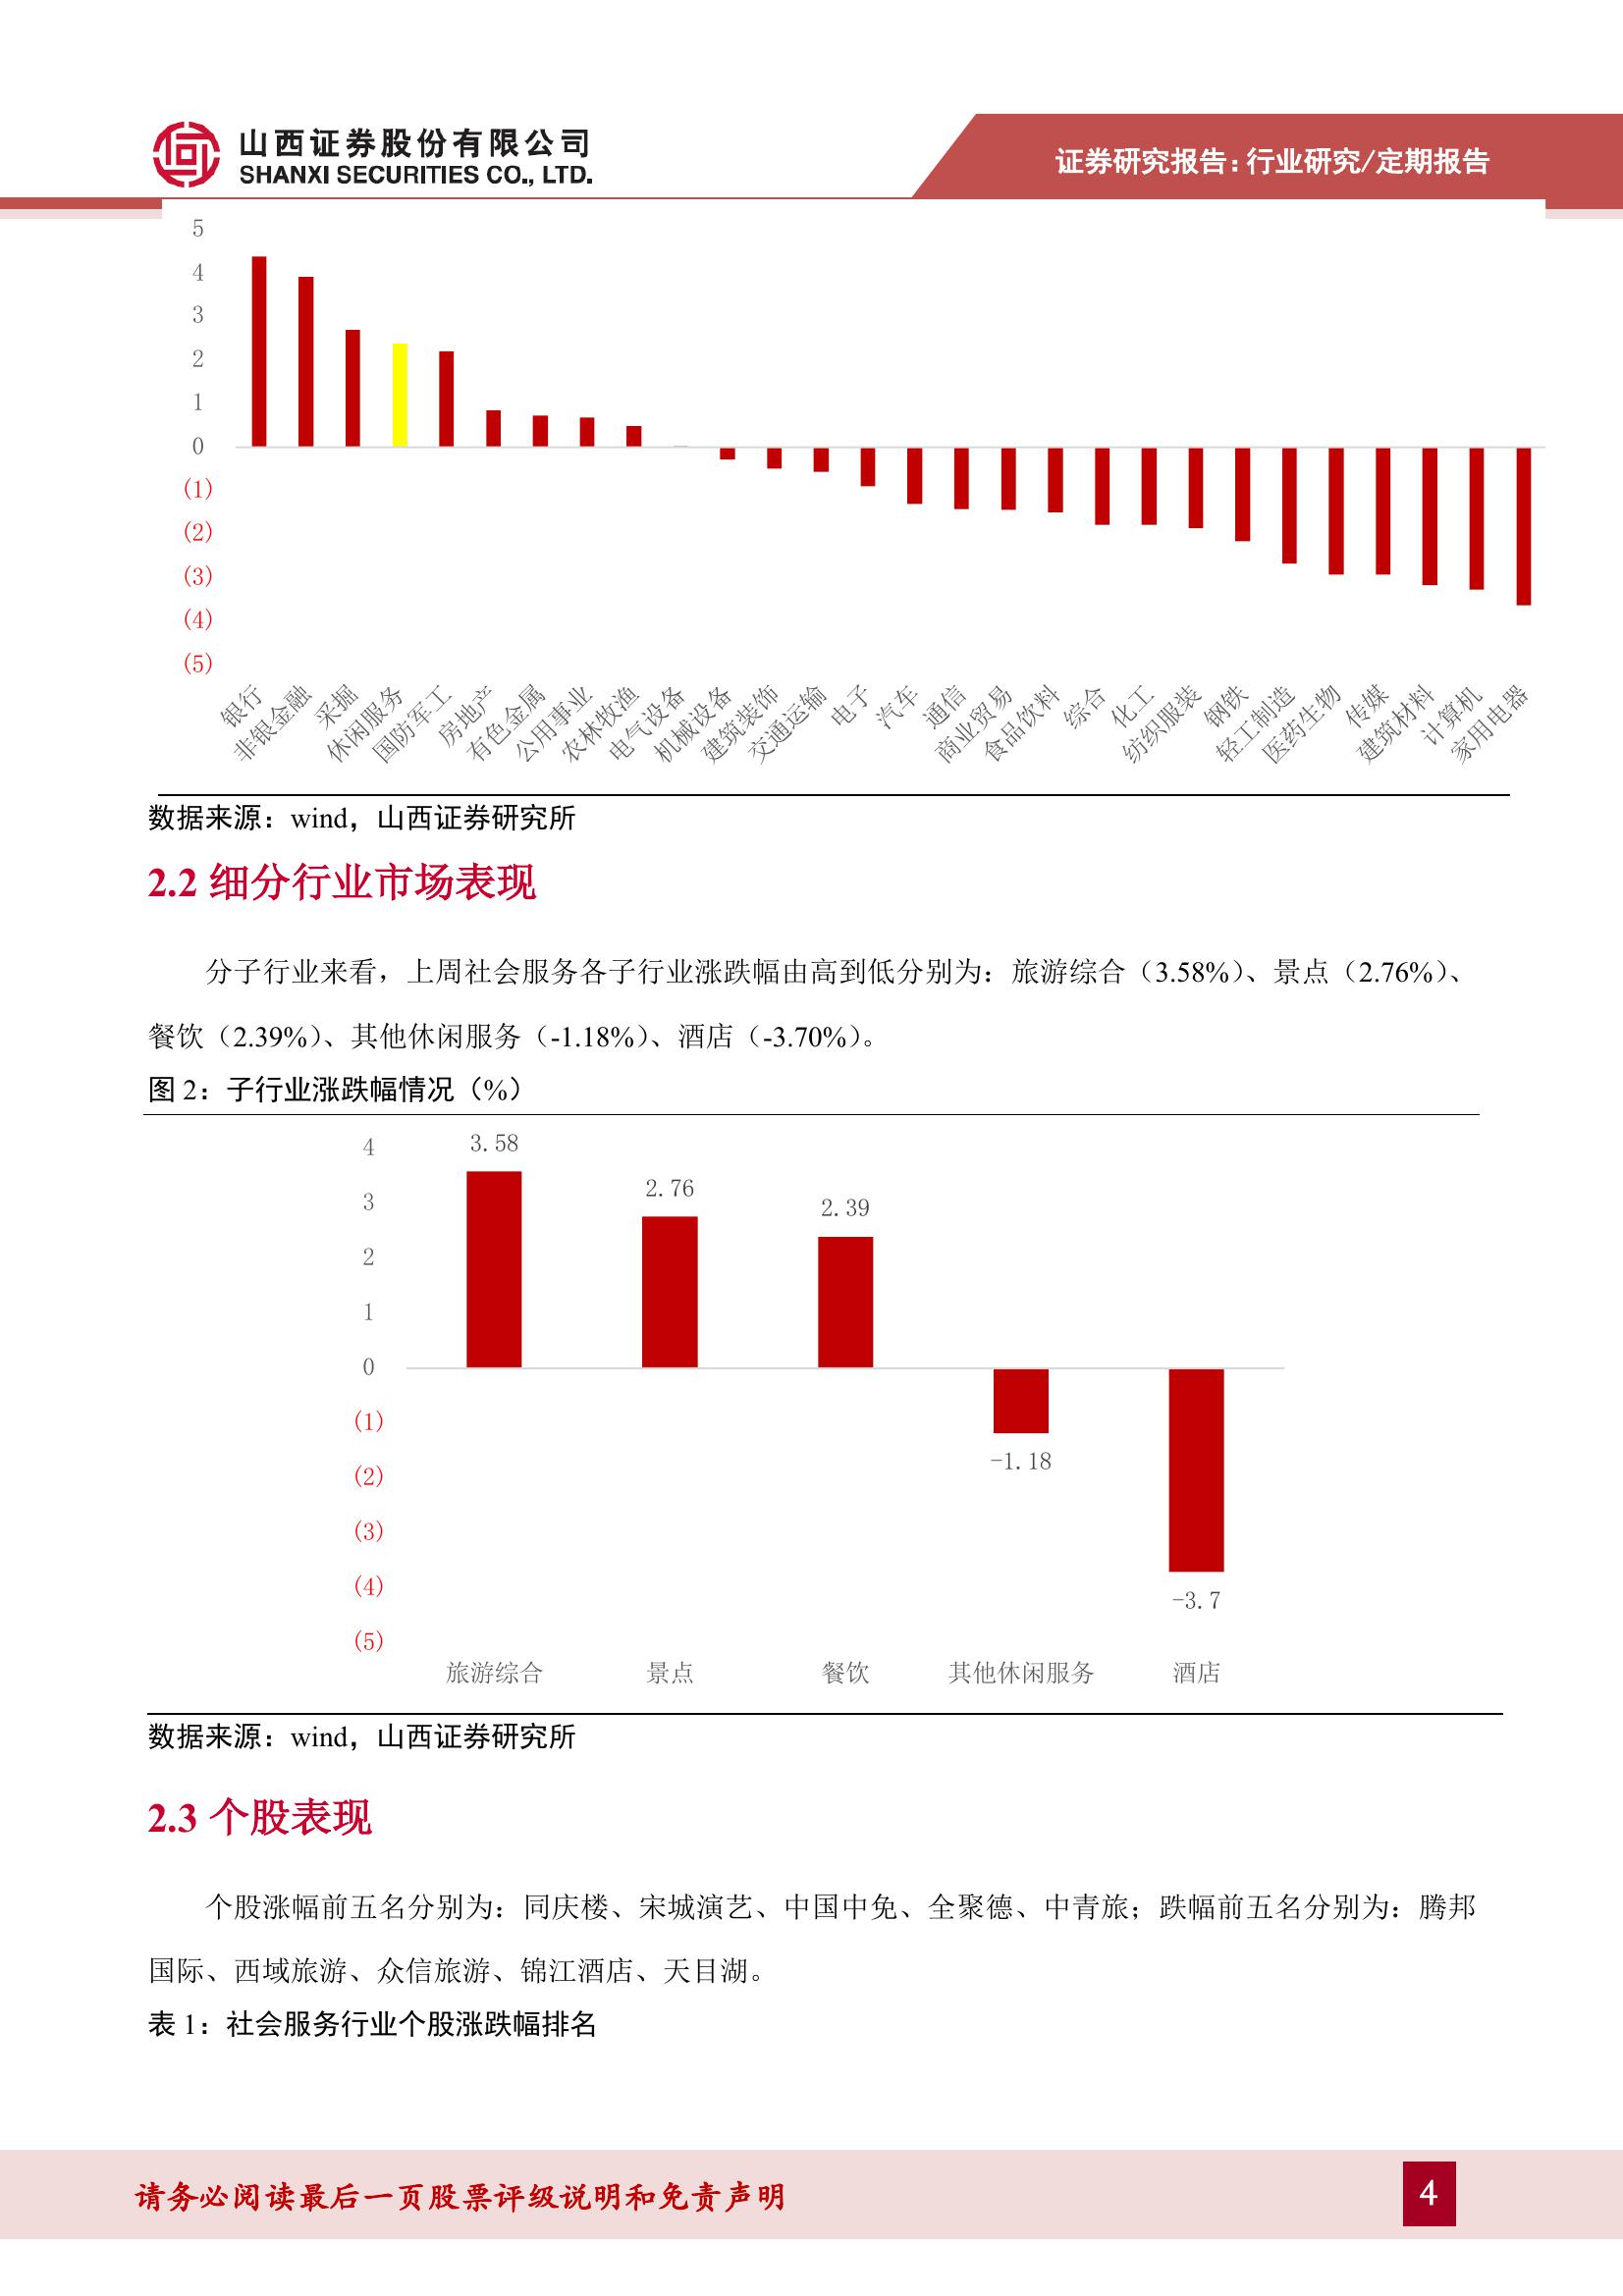 山西证券股份有限公司
SHANXI SECURITIES CO., LTD.
证券研究报告：行业研究/定期报告
5
4
3
2
1
0
(1)
(2)
(3)
(4)
(5)
银行
非银金融
采掘
休闲服务
国防军工
房地产
有色金属
公用事业
农林牧渔
电气设备
机械设备
建筑装饰
交通运输
电子
汽车
通信
商业贸易
食品饮料
综合
化工
纺织服装
钢铁
轻工制造
医药生物
传媒
建筑材料
计算机
家用电器
数据来源：wind，山西证券研究所
2.2 细分行业市场表现
分子行业来看，上周社会服务各子行业涨跌幅由高到低分别为：旅游综合（3.58%）、景点（2.76%）、
餐饮（2.39%）、其他休闲服务（-1.18%）、酒店（-3.70%）。
图 2：子行业涨跌幅情况（%）
4
3
2
1
0
(1)
(2)
(3)
(4)
(5)
3.58
2.76
2.39
-1.18
-3.7
旅游综合
景点
餐饮
其他休闲服务
酒店
数据来源：wind，山西证券研究所
2.3 个股表现
个股涨幅前五名分别为：同庆楼、宋城演艺、中国中免、全聚德、中青旅；跌幅前五名分别为：腾邦
国际、西域旅游、众信旅游、锦江酒店、天目湖。
表 1：社会服务行业个股涨跌幅排名
请务必阅读最后一页股票评级说明和免责声明
4